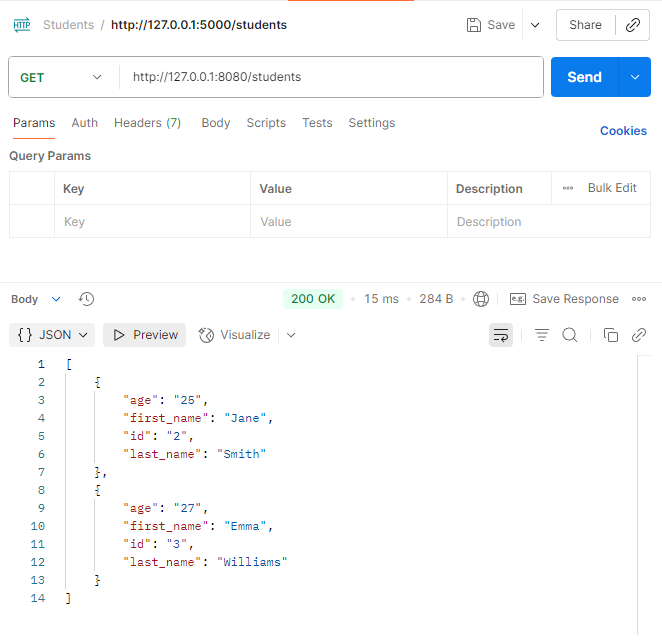 HTTP Students / http://127.0.0.1:5000/students Save Share
GET http://127.0.0.1:8080/students Send
Params Auth Headers (7) Body Scripts Tests Settings Cookies
Query Params
Key Value Description ••• Bulk Edit
Key Value Description
Body 200 OK • 15 ms • 284 B • e.g. Save Response •••
{} JSON Preview Visualize
1 [
2 {
3 "age": "25",
4 "first_name": "Jane",
5 "id": "2",
6 "last_name": "Smith"
7 },
8 {
9 "age": "27",
10 "first_name": "Emma",
11 "id": "3",
12 "last_name": "Williams"
13 }
14 ]